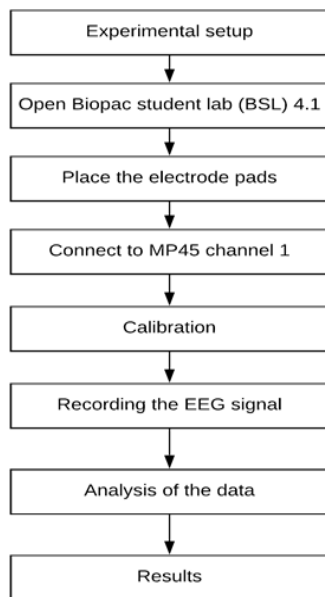 Experimental setup
Open Biopac student lab (BSL) 4.1
Place the electrode pads
Connect to MP45 channel 1
Calibration
Recording the EEG signal
Analysis of the data
Results